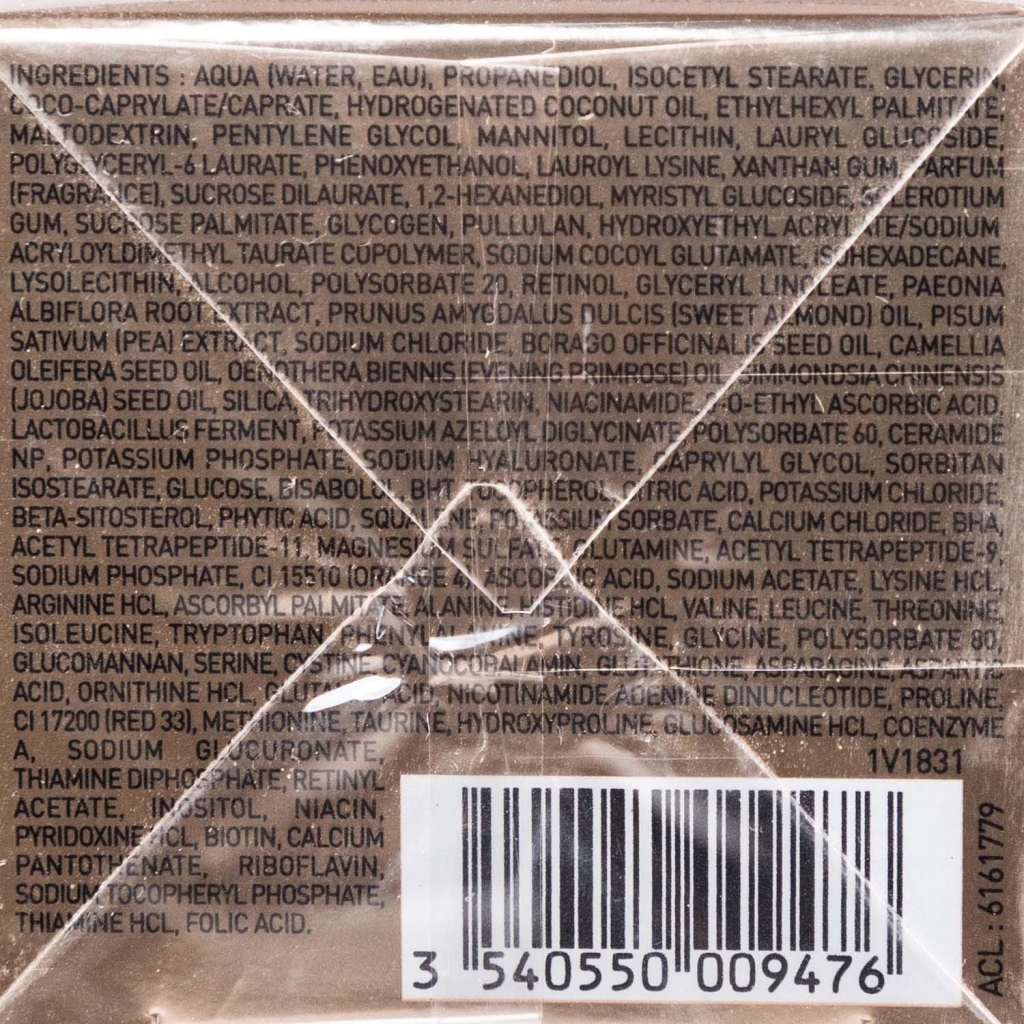 INGREDIENTS : AQUA (WATER, EAU), PROPANEDIOL, ISOCETYL STEARATE, GLYCERIN,
COCO-CAPRYLATE/CAPRATE, HYDROGENATED COCONUT OIL, ETHYLHEXYL PALMITATE,
MALTODEXTRIN, PENTYLENE GLYCOL, MANNITOL, LECITHIN, LAURYL GLUCOSIDE,
POLYGLYCERYL-6 LAURATE, PHENOXYETHANOL, LAUROYL LYSINE, XANTHAN GUM, PARFUM
(FRAGRANCE), SUCROSE DILAURATE, 1,2-HEXANEDIOL, MYRISTYL GLUCOSIDE, SCLEROTIUM
GUM, SUCROSE PALMITATE, GLYCOGEN, PULLULAN, HYDROXYETHYL ACRYLATE/SODIUM
ACRYLOYLDIMETHYL TAURATE COPOLYMER, SODIUM COCOYL GLUTAMATE, ISOHEXADECANE,
LYSOLECITHIN, ALCOHOL, POLYSORBATE 20, RETINOL, GLYCERYL LINOLEATE, PAEONIA
ALBIFLORA ROOT EXTRACT, PRUNUS AMYGDALUS DULCIS (SWEET ALMOND) OIL, PISUM
SATIVUM (PEA) EXTRACT, SODIUM CHLORIDE, BORAGO OFFICINALIS SEED OIL, CAMELLIA
OLEIFERA SEED OIL, OENOTHERA BIENNIS (EVENING PRIMROSE) OIL, SIMMONDSIA CHINENSIS
(JOJOBA) SEED OIL, SILICA, TRIHYDROXYSTEARIN, NIACINAMIDE, 3-O-ETHYL ASCORBIC ACID,
LACTOBACILLUS FERMENT, POTASSIUM AZELOYL DIGLYCINATE, POLYSORBATE 60, CERAMIDE
NP, POTASSIUM PHOSPHATE, SODIUM HYALURONATE, CAPRYLYL GLYCOL, SORBITAN
ISOSTEARATE, GLUCOSE, BISABOLOL, BHT, TOCOPHEROL, CITRIC ACID, POTASSIUM CHLORIDE,
BETA-SITOSTEROL, PHYTIC ACID, SQUALENE, POTASSIUM SORBATE, CALCIUM CHLORIDE, BHA,
ACETYL TETRAPEPTIDE-11, MAGNESIUM SULFATE, GLUTAMINE, ACETYL TETRAPEPTIDE-9,
SODIUM PHOSPHATE, CI 15510 (ORANGE 4), ASCORBIC ACID, SODIUM ACETATE, LYSINE HCL,
ARGININE HCL, ASCORBYL PALMITATE, ALANINE, HISTIDINE HCL, VALINE, LEUCINE, THREONINE,
ISOLEUCINE, TRYPTOPHAN, PHENYLALANINE, TYROSINE, GLYCINE, POLYSORBATE 80,
GLUCOMANNAN, SERINE, CYSTINE, CYANOCOBALAMIN, GLUTATHIONE, ASPARAGINE, ASPARTIC
ACID, ORNITHINE HCL, GLUTAMIC ACID, NICOTINAMIDE ADENINE DINUCLEOTIDE, PROLINE,
CI 17200 (RED 33), METHIONINE, TAURINE, HYDROXYPROLINE, GLUCOSAMINE HCL, COENZYME
A, SODIUM GLUCURONATE,
THIAMINE DIPHOSPHATE, RETINYL
ACETATE, INOSITOL, NIACIN,
PYRIDOXINE HCL, BIOTIN, CALCIUM
PANTOTHENATE, RIBOFLAVIN,
SODIUM TOCOPHERYL PHOSPHATE,
THIAMINE HCL, FOLIC ACID.
1V1831
3 540550 009476
ACL : 6161779